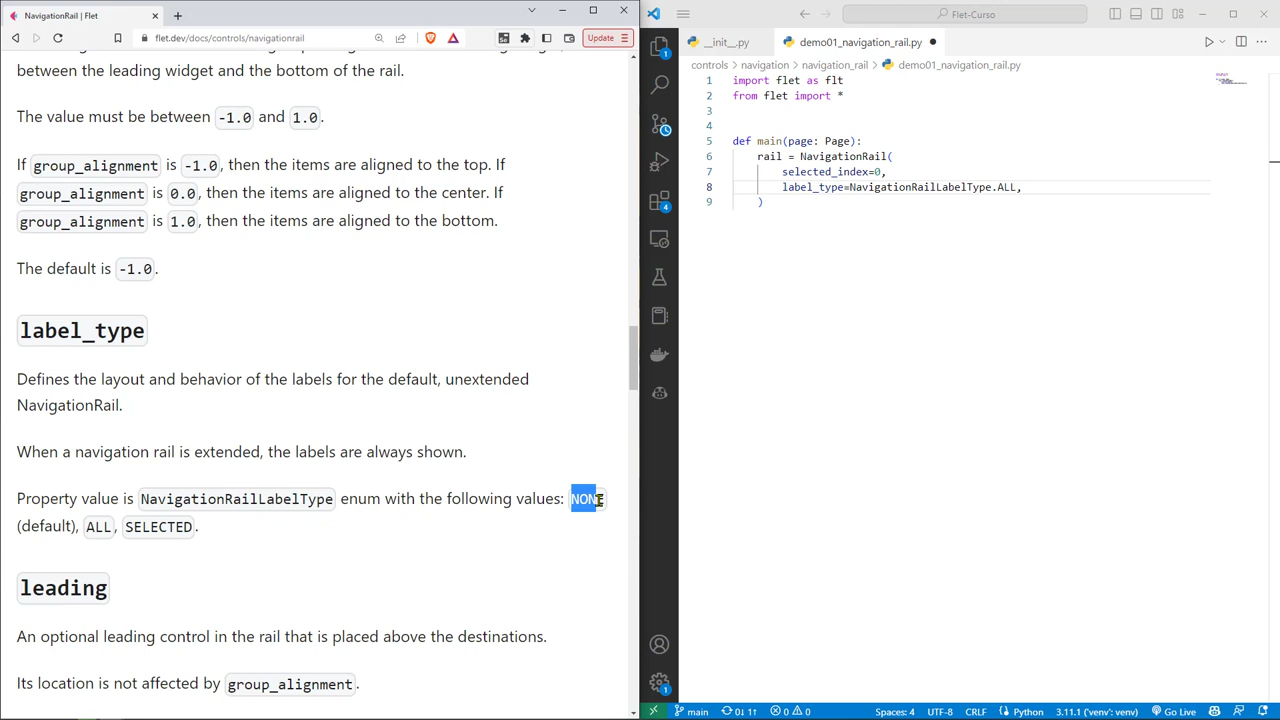 NavigationRail | Flet
flet.dev/docs/controls/navigationrail
Update
between the leading widget and the bottom of the rail.
The value must be between -1.0 and 1.0.
If group_alignment is -1.0, then the items are aligned to the top. If
group_alignment is 0.0, then the items are aligned to the center. If
group_alignment is 1.0, then the items are aligned to the bottom.
The default is -1.0.
label_type
Defines the layout and behavior of the labels for the default, unextended
NavigationRail.
When a navigation rail is extended, the labels are always shown.
Property value is NavigationRailLabelType enum with the following values: NONE
(default), ALL, SELECTED.
leading
An optional leading control in the rail that is placed above the destinations.
Its location is not affected by group_alignment.
Flet-Curso
__init__.py
demo01_navigation_rail.py
controls > navigation > navigation_rail > demo01_navigation_rail.py
1 import flet as flt
2 from flet import *
3
4
5 def main(page: Page):
6 rail = NavigationRail(
7 selected_index=0,
8 label_type=NavigationRailLabelType.ALL,
9 )
1
4
1
main 0↓ 1↑ 0 0 Spaces: 4 UTF-8 CRLF Python 3.11.1 ('venv': venv) Go Live